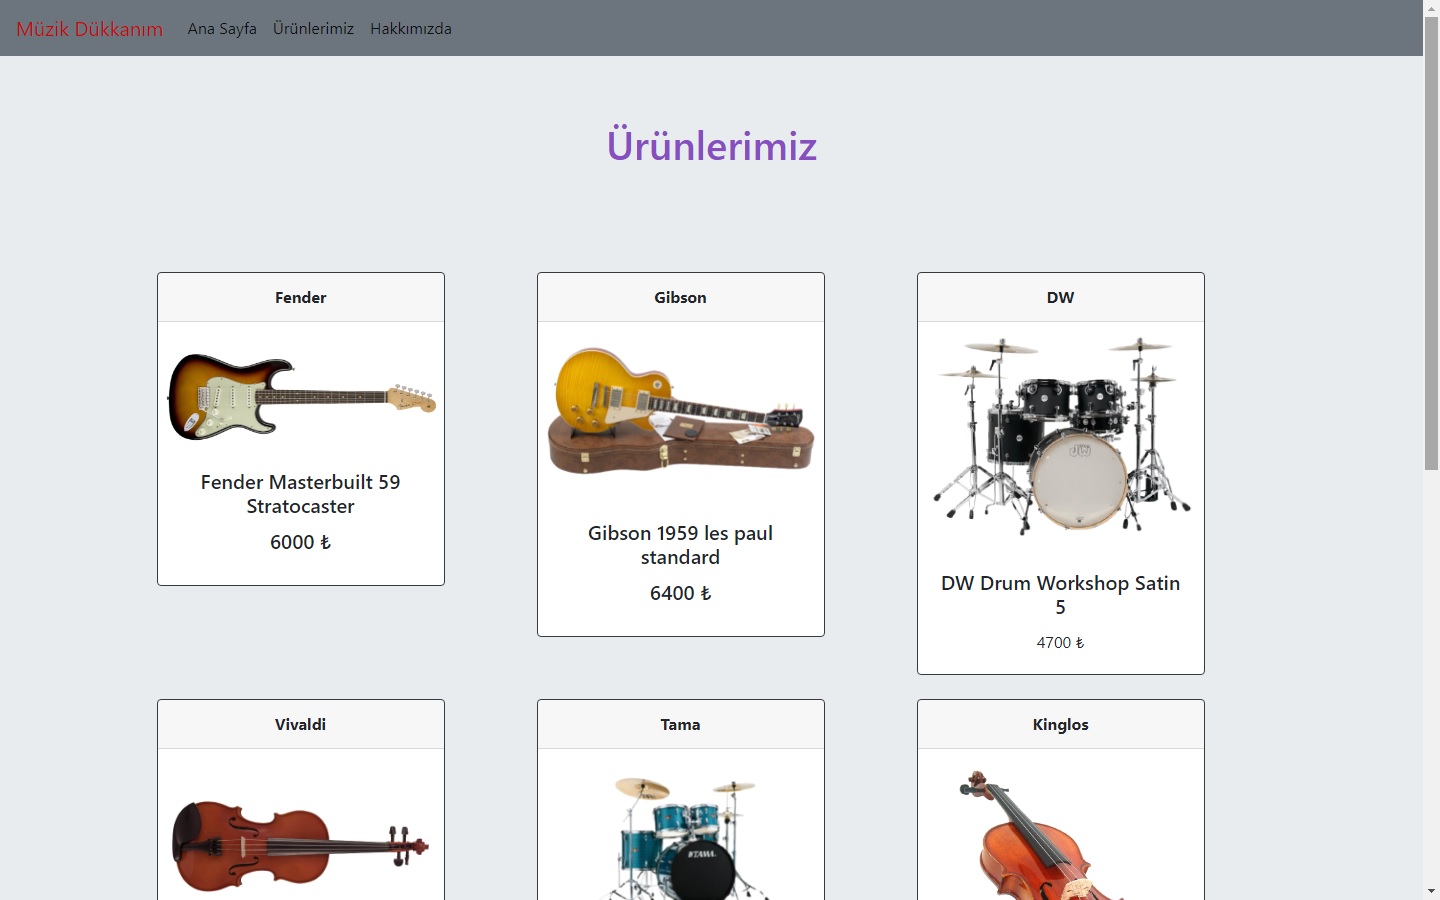 Müzik Dükkanım
Ana Sayfa
Ürünlerimiz
Hakkımızda
Ürünlerimiz
Fender
Fender Masterbuilt 59
Stratocaster
6000 ₺
Gibson
Gibson 1959 les paul
standard
6400 ₺
DW
DW
DW Drum Workshop Satin
5
4700 ₺
Vivaldi
Tama
TAMA
Kinglos